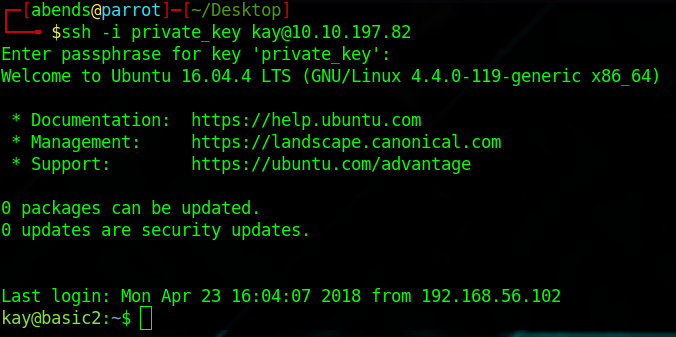 ┌─[abends@parrot]─[~/Desktop]
└──╼ $ssh -i private_key kay@10.10.197.82
Enter passphrase for key 'private_key':
Welcome to Ubuntu 16.04.4 LTS (GNU/Linux 4.4.0-119-generic x86_64)
* Documentation:  https://help.ubuntu.com
* Management:     https://landscape.canonical.com
* Support:        https://ubuntu.com/advantage
0 packages can be updated.
0 updates are security updates.
Last login: Mon Apr 23 16:04:07 2018 from 192.168.56.102
kay@basic2:~$